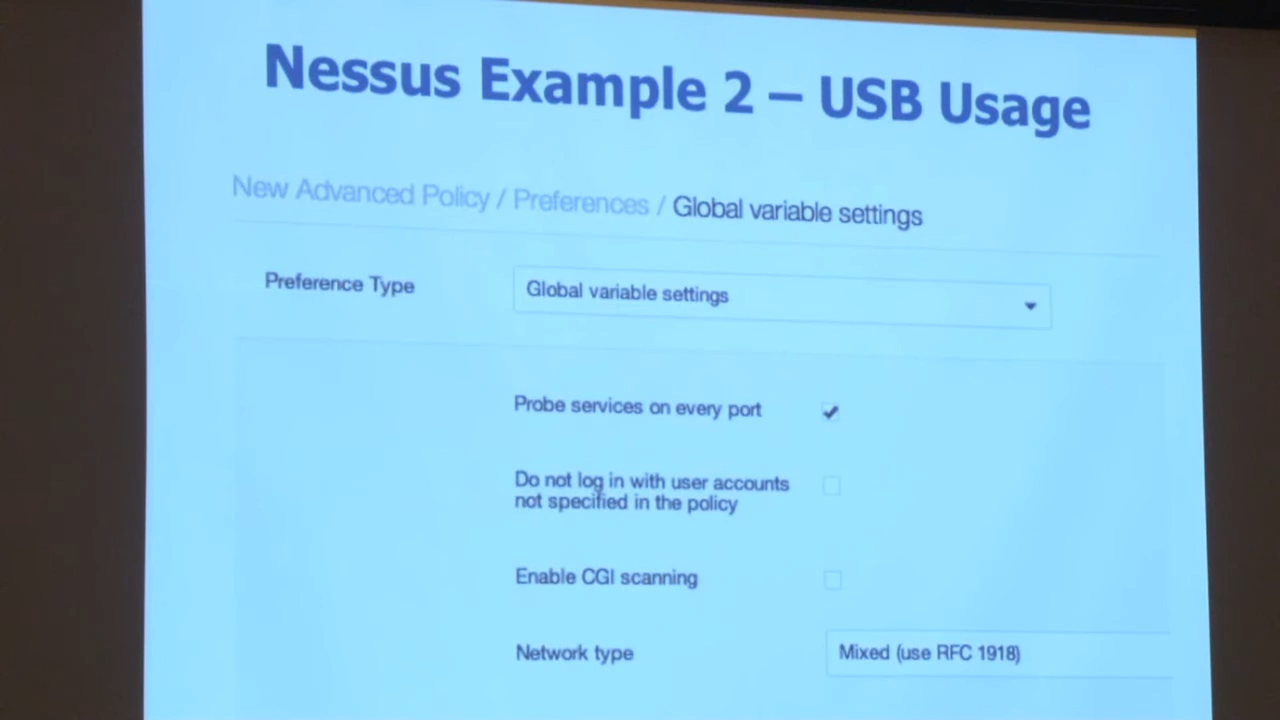 Nessus Example 2 – USB Usage
New Advanced Policy / Preferences / Global variable settings
Preference Type
Global variable settings
Probe services on every port
Do not log in with user accounts
not specified in the policy
Enable CGI scanning
Network type
Mixed (use RFC 1918)